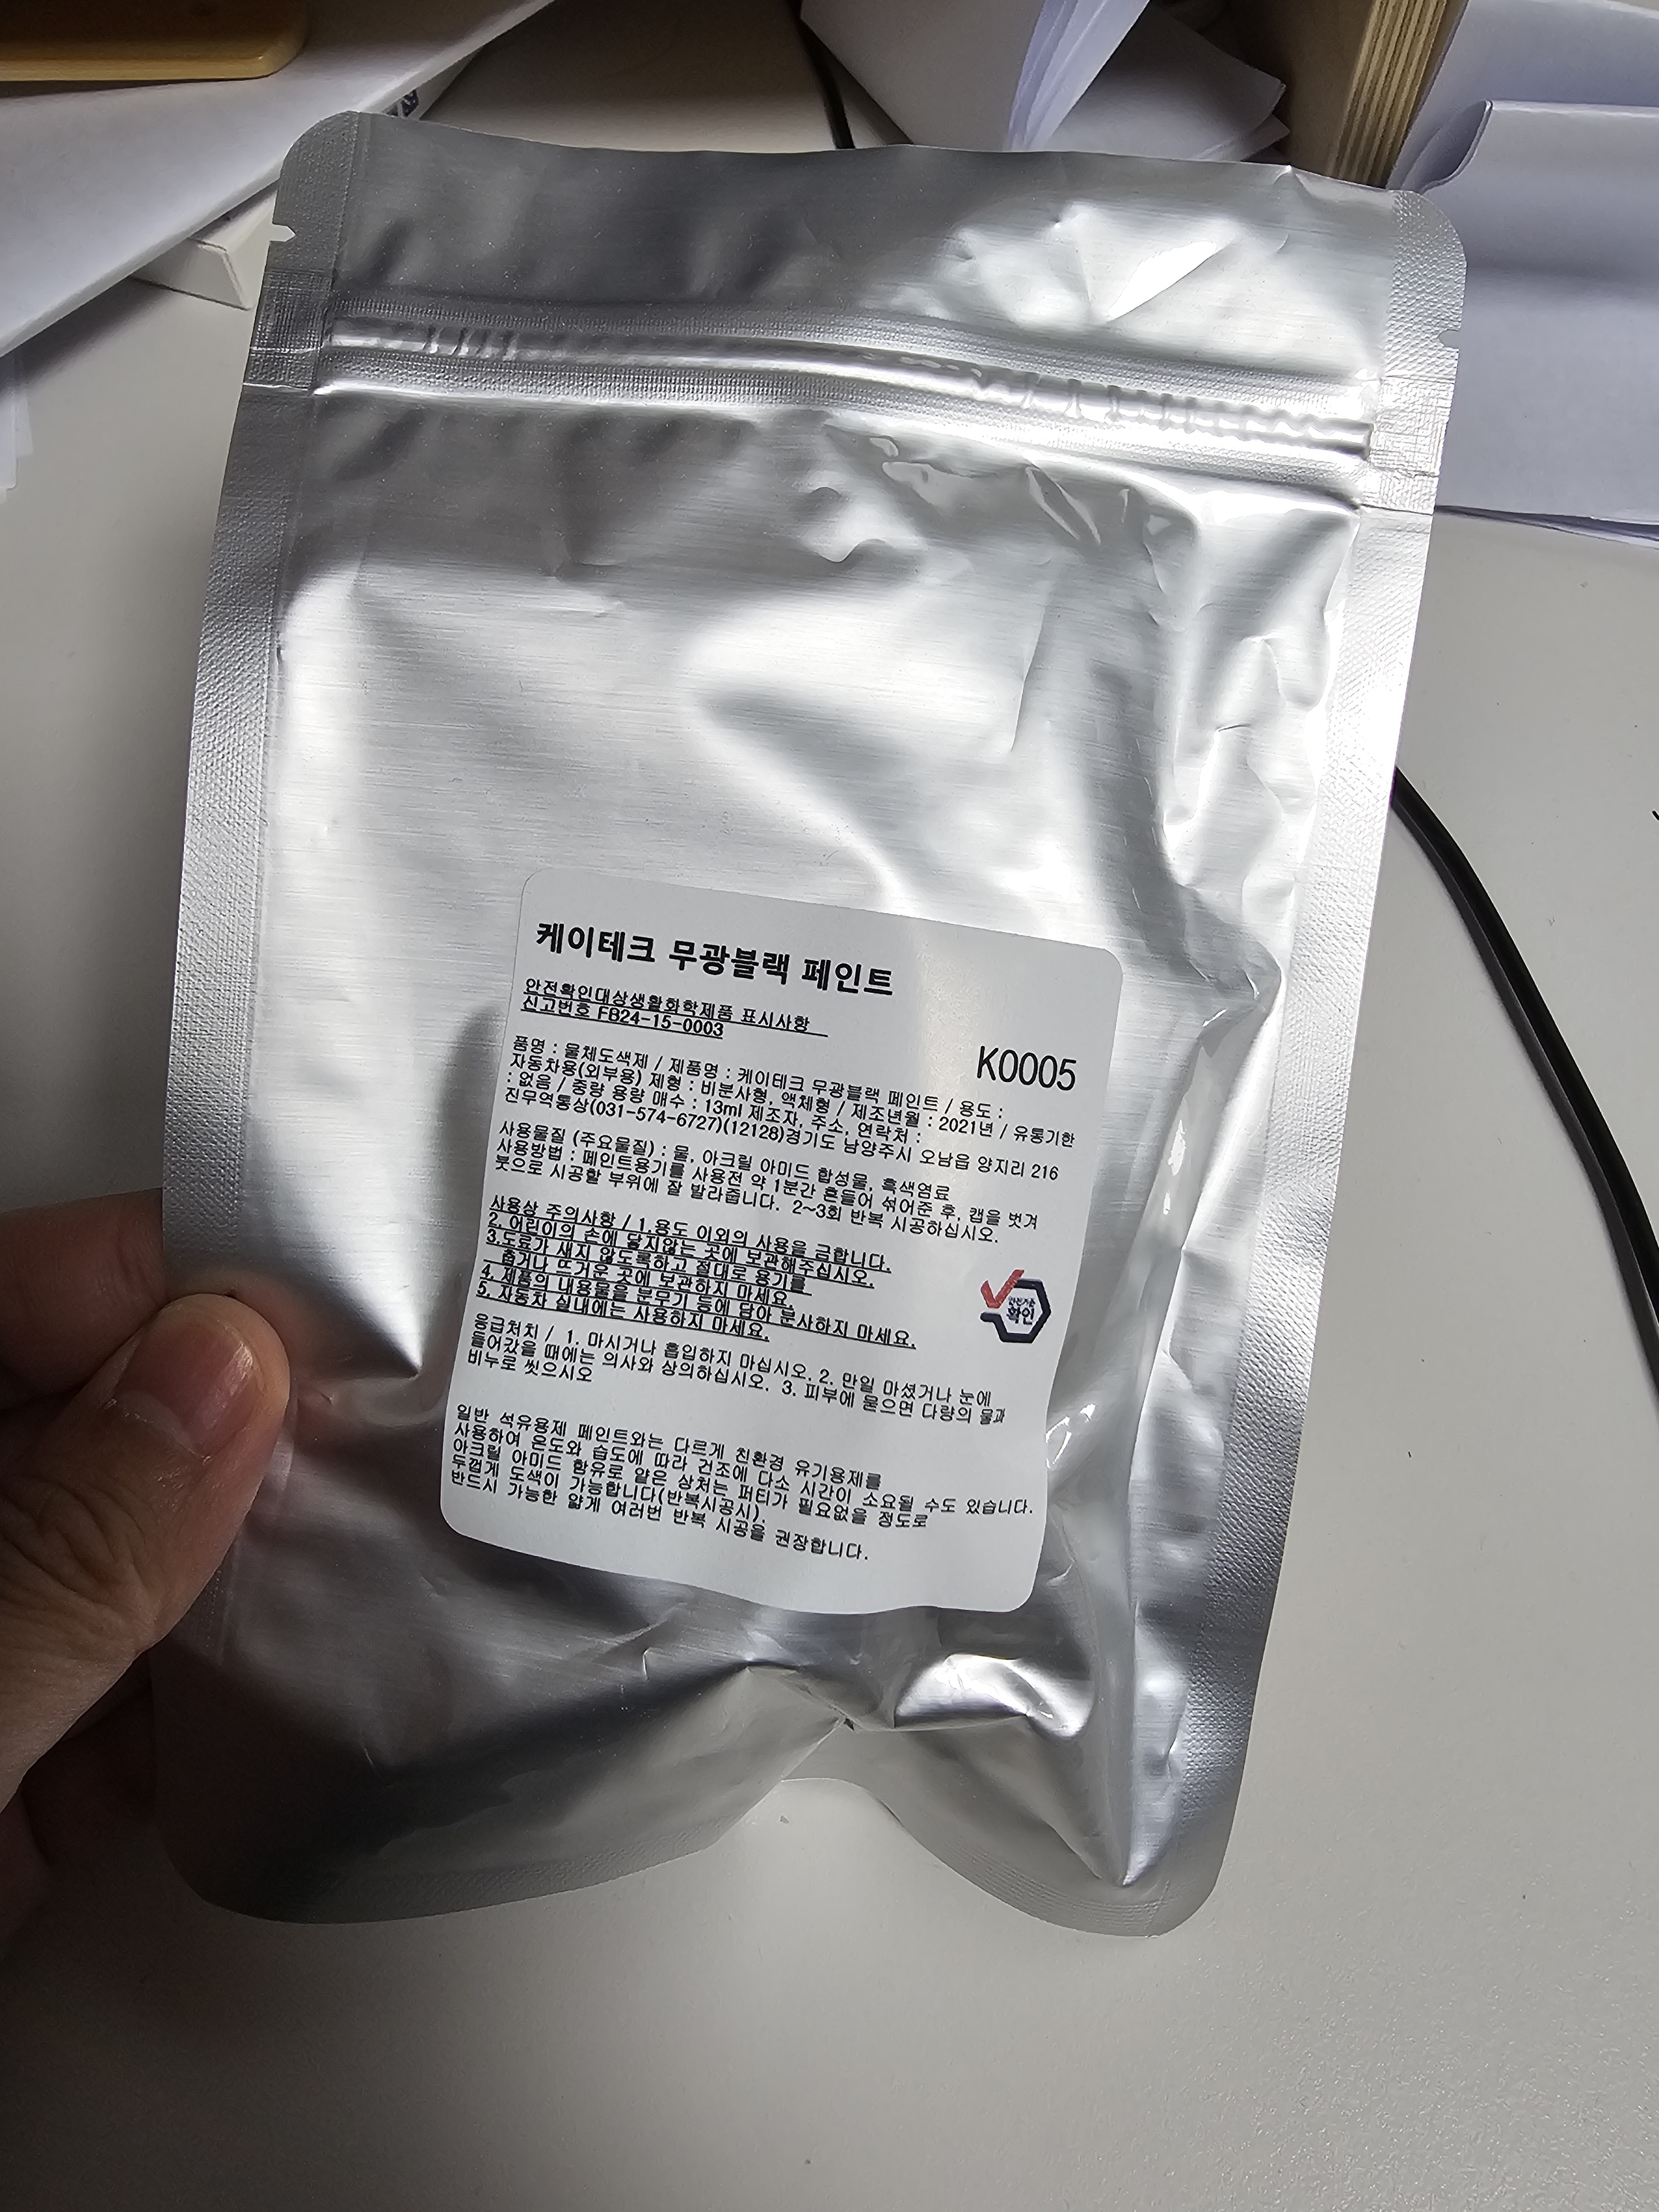 케이테크 무광블랙 페인트
안전확인대상생활화학제품 표시사항
신고번호 FB24-15-0003
K0005
품명 : 물체도색제 / 제품명 : 케이테크 무광블랙 페인트 / 용도 :
자동차용(외부용) 제형 : 비분사형, 액체형 / 제조년월 : 2021년 / 유통기한
: 없음 / 중량 용량 매수 : 13ml 제조자, 주소, 연락처 :
진무역통상(031-574-6727)(12128)경기도 남양주시 오남읍 양지리 216
사용물질 (주요물질) : 물, 아크릴 아미드 합성물, 흑색염료
사용방법 : 페인트용기를 사용전 약 1분간 흔들어 섞어준 후, 캡을 벗겨
붓으로 시공할 부위에 잘 발라줍니다. 2~3회 반복 시공하십시오.
사용상 주의사항 / 1.용도 이외의 사용을 금합니다.
2. 어린이의 손에 닿지않는 곳에 보관해주십시오.
3.도료가 새지 않도록하고 절대로 용기를
춥거나 뜨거운 곳에 보관하지 마세요.
4. 제품의 내용물을 분무기 등에 담아 분사하지 마세요.
5. 자동차 실내에는 사용하지 마세요.
안전기준
확인
응급처치 / 1. 마시거나 흡입하지 마십시오. 2. 만일 마셨거나 눈에
들어갔을 때에는 의사와 상의하십시오. 3. 피부에 묻으면 다량의 물과
비누로 씻으시오
일반 석유용제 페인트와는 다르게 친환경 유기용제를
사용하여 온도와 습도에 따라 건조에 다소 시간이 소요될 수도 있습니다.
아크릴 아미드 함유로 얕은 상처는 퍼티가 필요없을 정도로
두껍게 도색이 가능합니다(반복시공시).
반드시 가능한 얇게 여러번 반복 시공을 권장합니다.